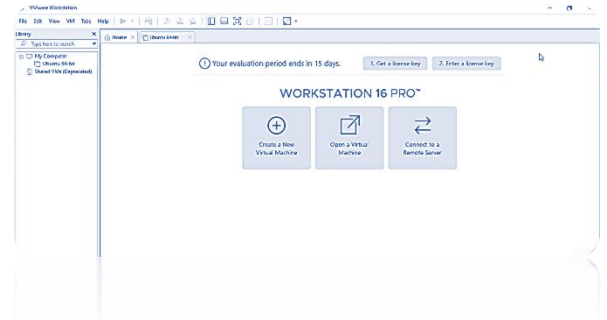 VMware Workstation
File Edit View VM Tabs Help
Library
Type here to search
Home
Ubuntu 64-bit
My Computer
Ubuntu 64-bit
Shared VMs (Deprecated)
Your evaluation period ends in 15 days.
1. Get a license key
2. Enter a license key
WORKSTATION 16 PRO™
Create a New
Virtual Machine
Open a Virtual
Machine
Connect to a
Remote Server